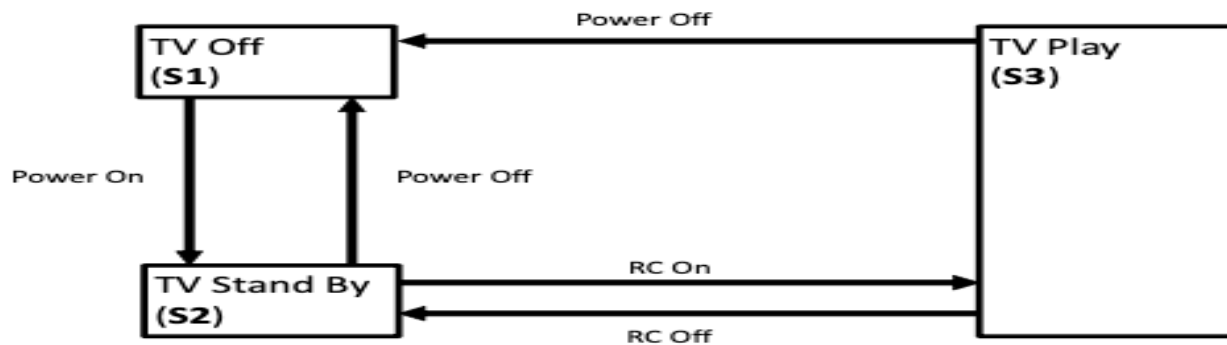 Power Off
TV Off
(S1)
TV Play
(S3)
Power On
Power Off
TV Stand By
(S2)
RC On
RC Off